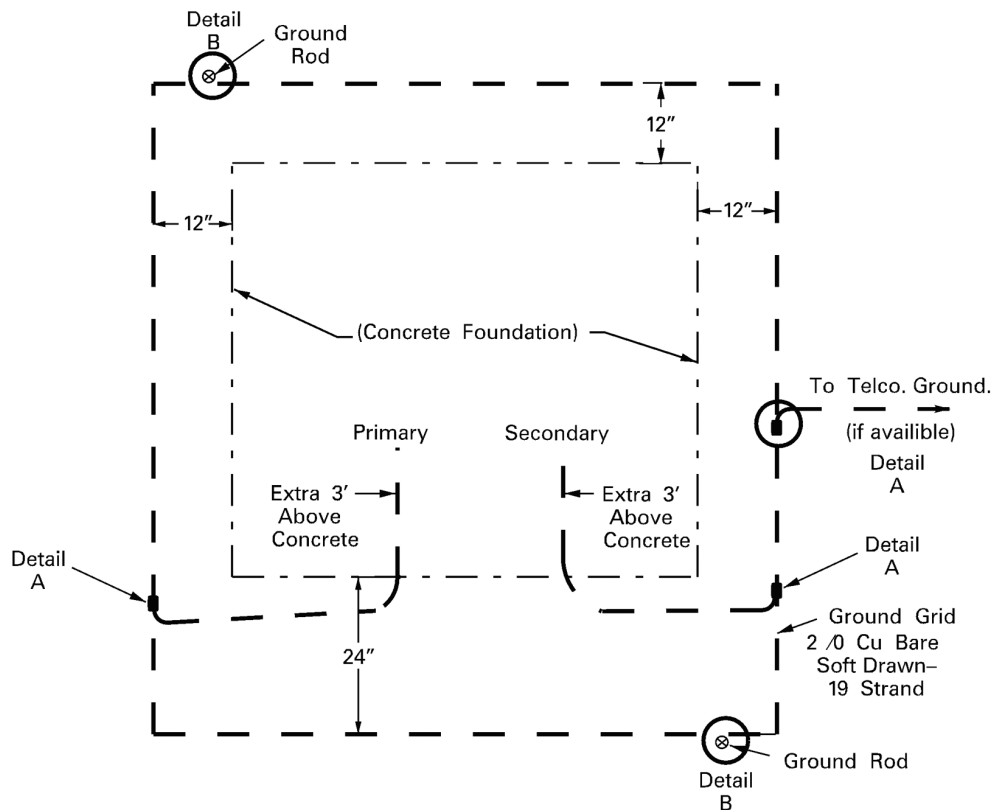 Detail
B
Ground
Rod
12″
12″
12″
(Concrete Foundation)
To Telco. Ground.
(if availible)
Detail
A
Primary
Secondary
Extra 3′
Above
Concrete
Extra 3′
Above
Concrete
Detail
A
Detail
A
Ground Grid
2 /0 Cu Bare
Soft Drawn–
19 Strand
24″
Ground Rod
Detail
B